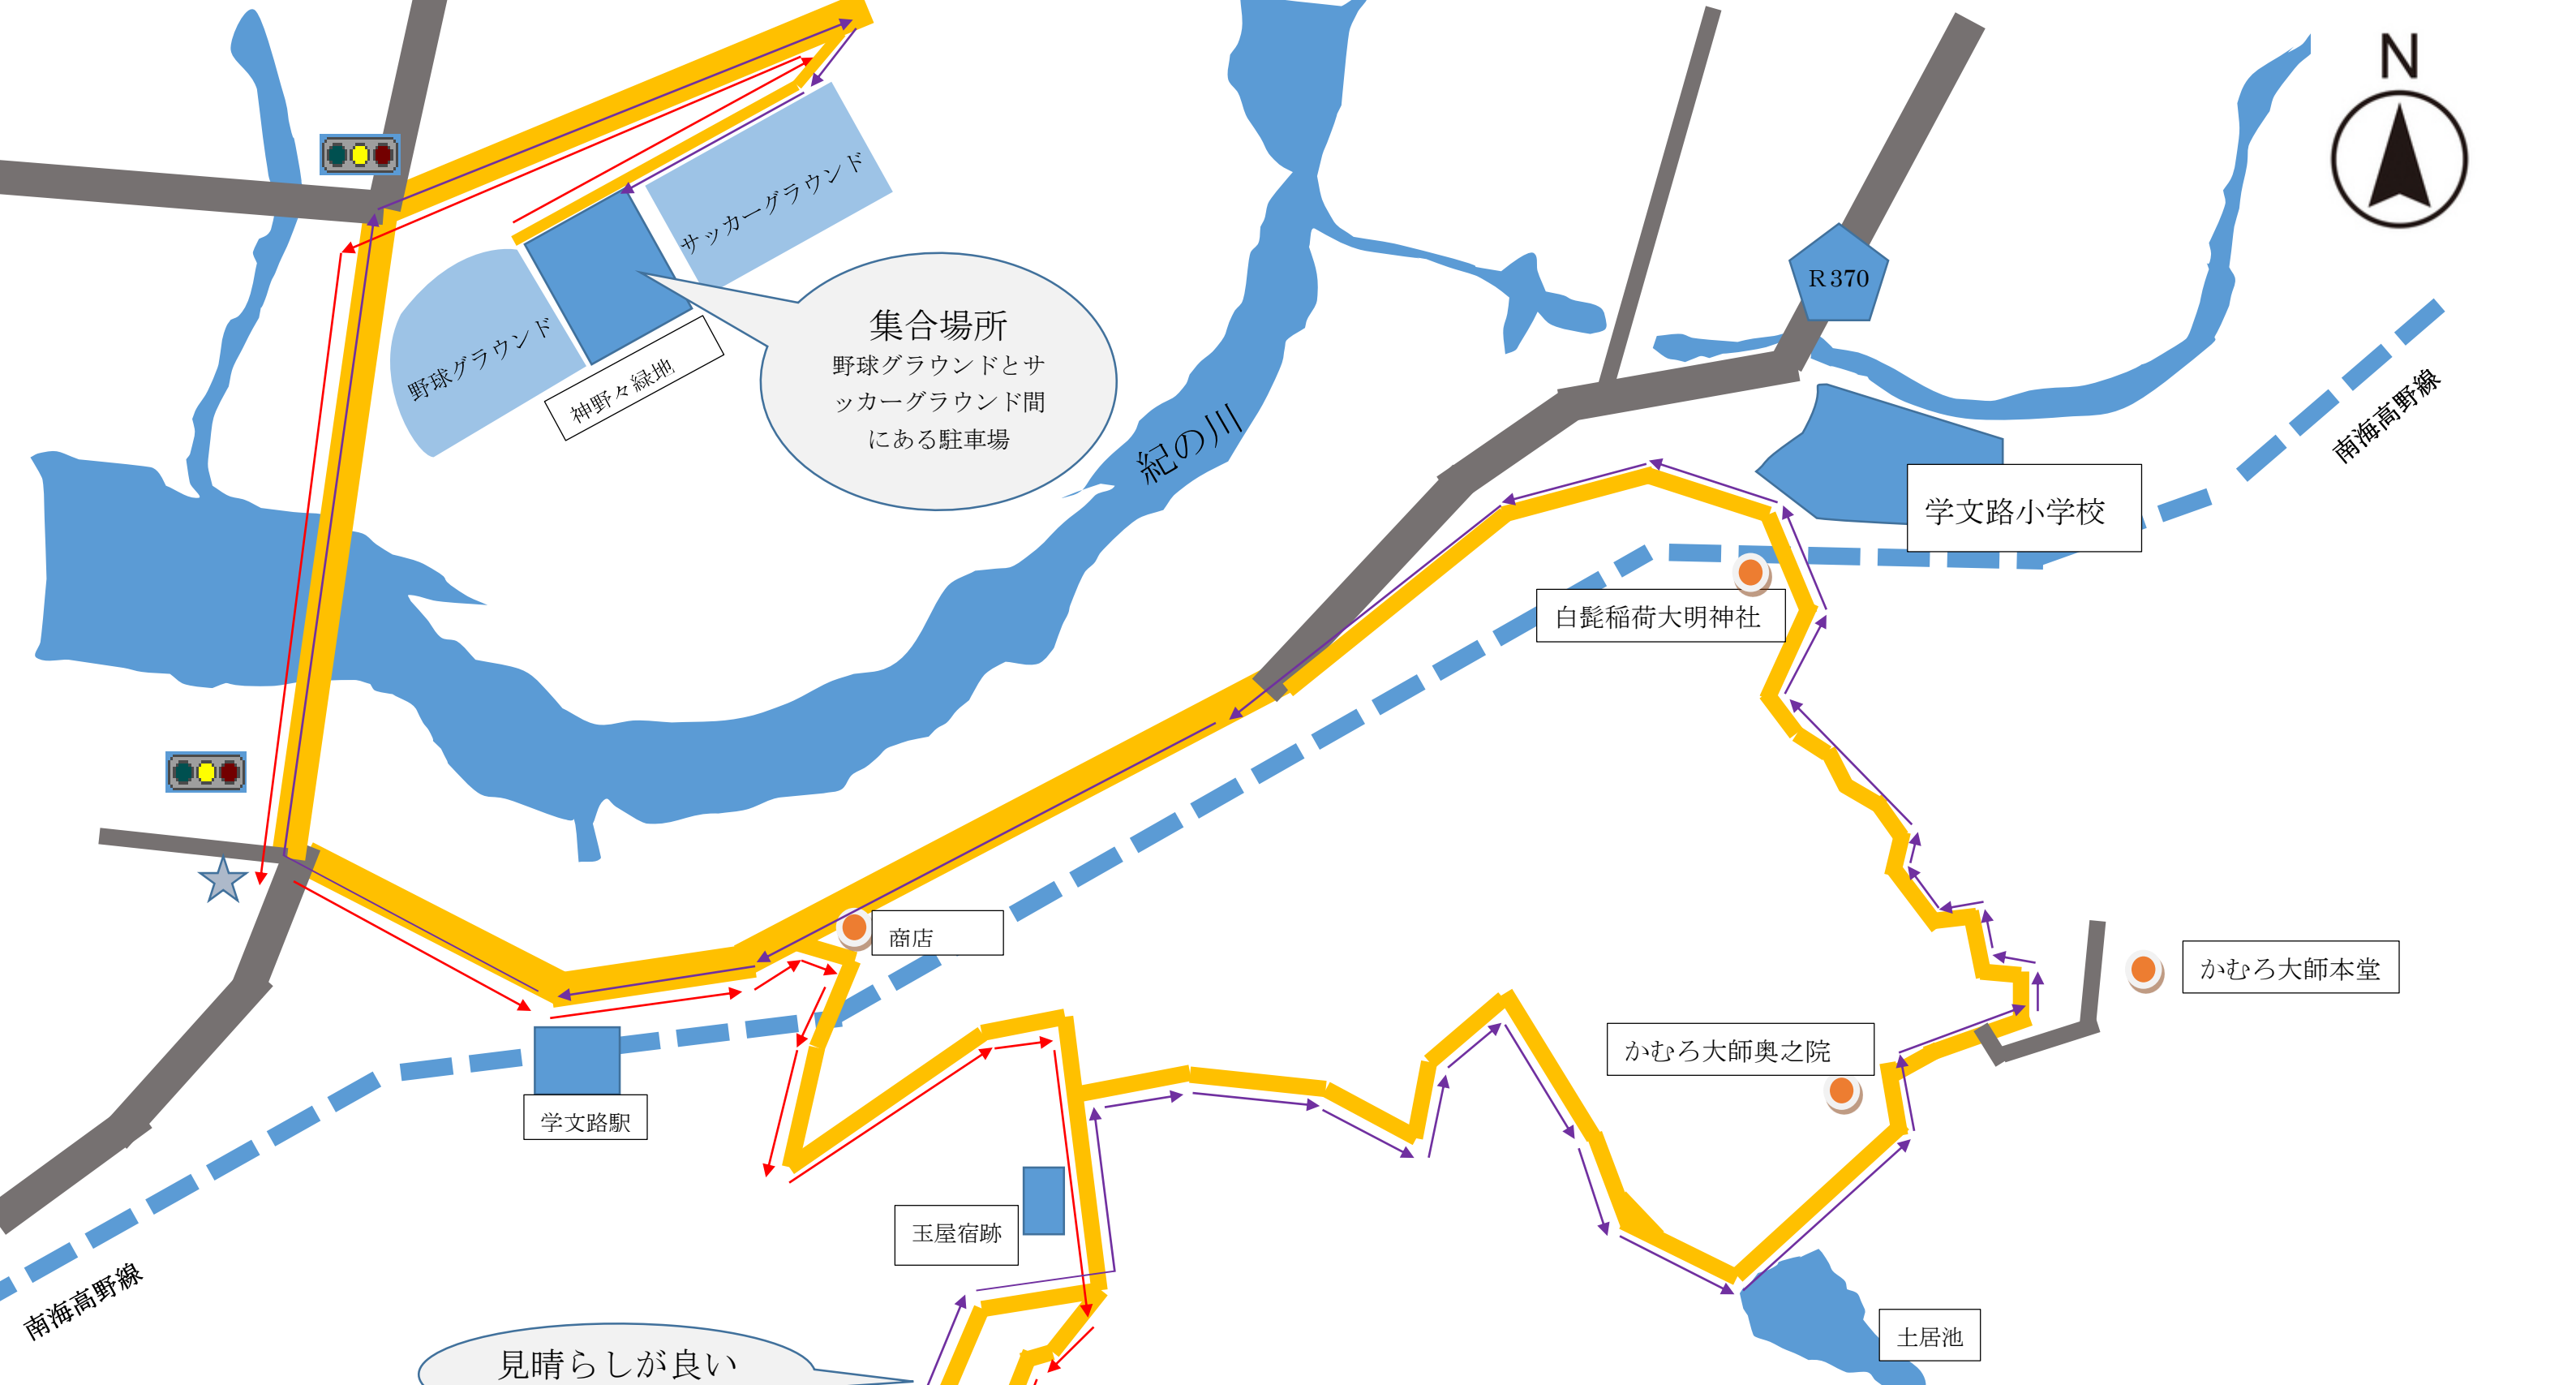 N
R370
サッカーグラウンド
野球グラウンド
神野々緑地
集合場所
野球グラウンドとサ
ッカーグラウンド間
にある駐車場
紀の川
南海高野線
学文路小学校
白髭稲荷大明神社
商店
かむろ大師本堂
かむろ大師奥之院
学文路駅
玉屋宿跡
南海高野線
土居池
見晴らしが良い